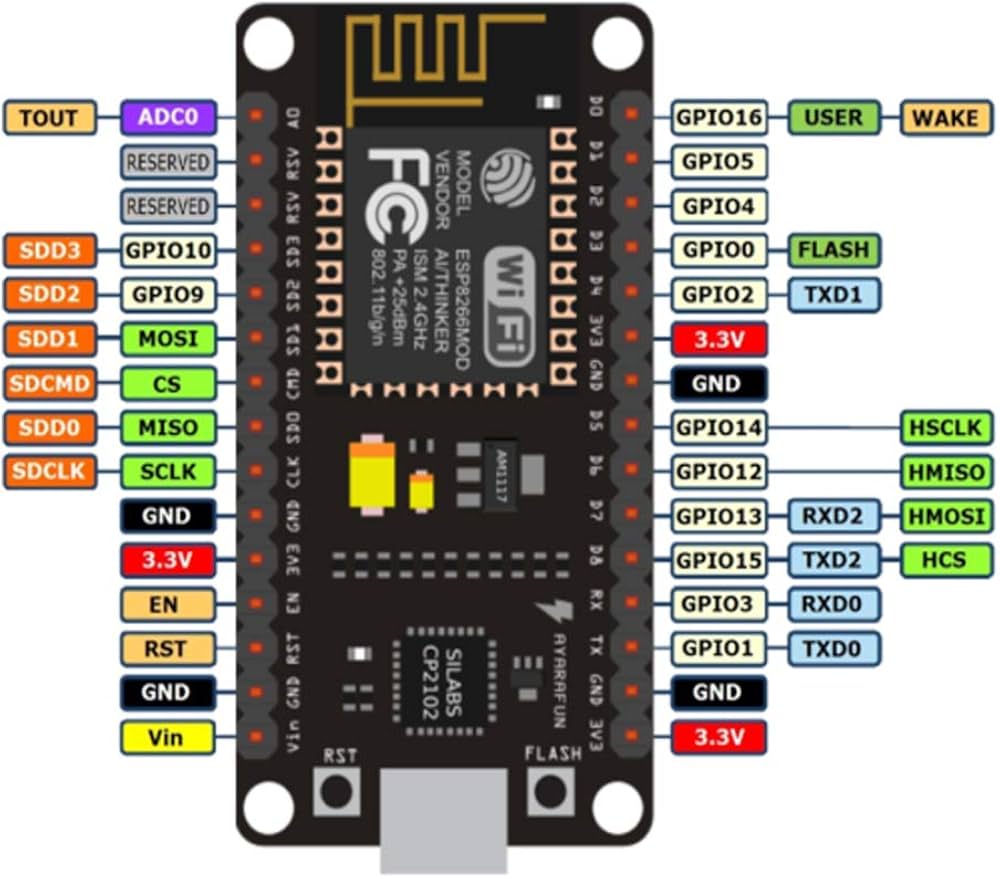 TOUT ADC0 A0 D0 GPIO16 USER WAKE
RESERVED RSV D1 GPIO5
RESERVED RSV D2 GPIO4
SDD3 GPIO10 SD3 D3 GPIO0 FLASH
SDD2 GPIO9 SD2 D4 GPIO2 TXD1
SDD1 MOSI SD1 3V3 3.3V
SDCMD CS CMD GND GND
SDD0 MISO SD0 D5 GPIO14 HSCLK
SDCLK SCLK CLK D6 GPIO12 HMISO
GND GND D7 GPIO13 RXD2 HMOSI
3.3V 3V3 D8 GPIO15 TXD2 HCS
EN EN RX GPIO3 RXD0
RST RST TX GPIO1 TXD0
GND GND GND GND
Vin Vin 3V3 3.3V
FC
WiFi
MODEL ESP8266MOD
VENDOR AI/THINKER
ISM 2.4GHz
PA +25dBm
802.11b/g/n
AM1117
SILABS
CP2102
AYARAFUN
RST
FLASH